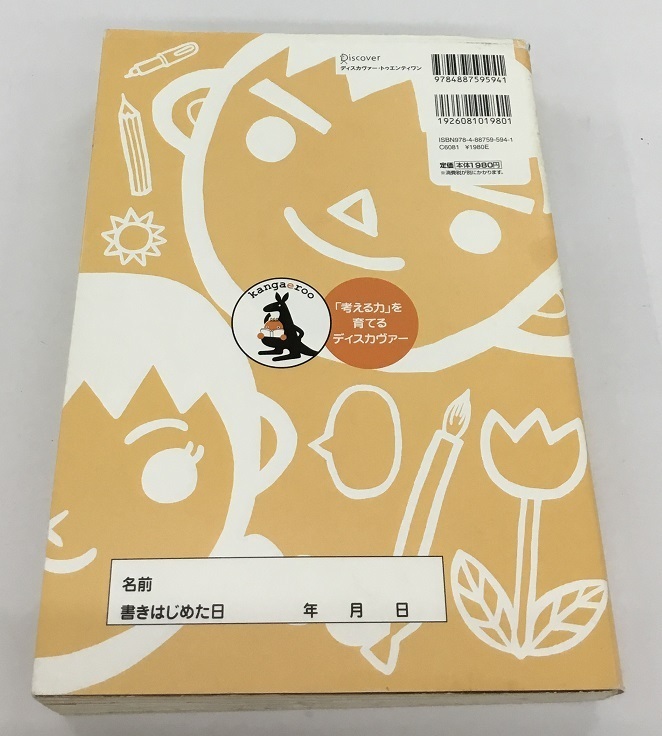 Discover
ディスカヴァー・トゥエンティワン
9784887595941
1926081019801
ISBN978-4-88759-594-1
C6081 ¥1980E
定価 本体1980円
※消費税が別にかかります。
kangaeroo
「考える力」を
育てる
ディスカヴァー
名前
書きはじめた日 年 月 日